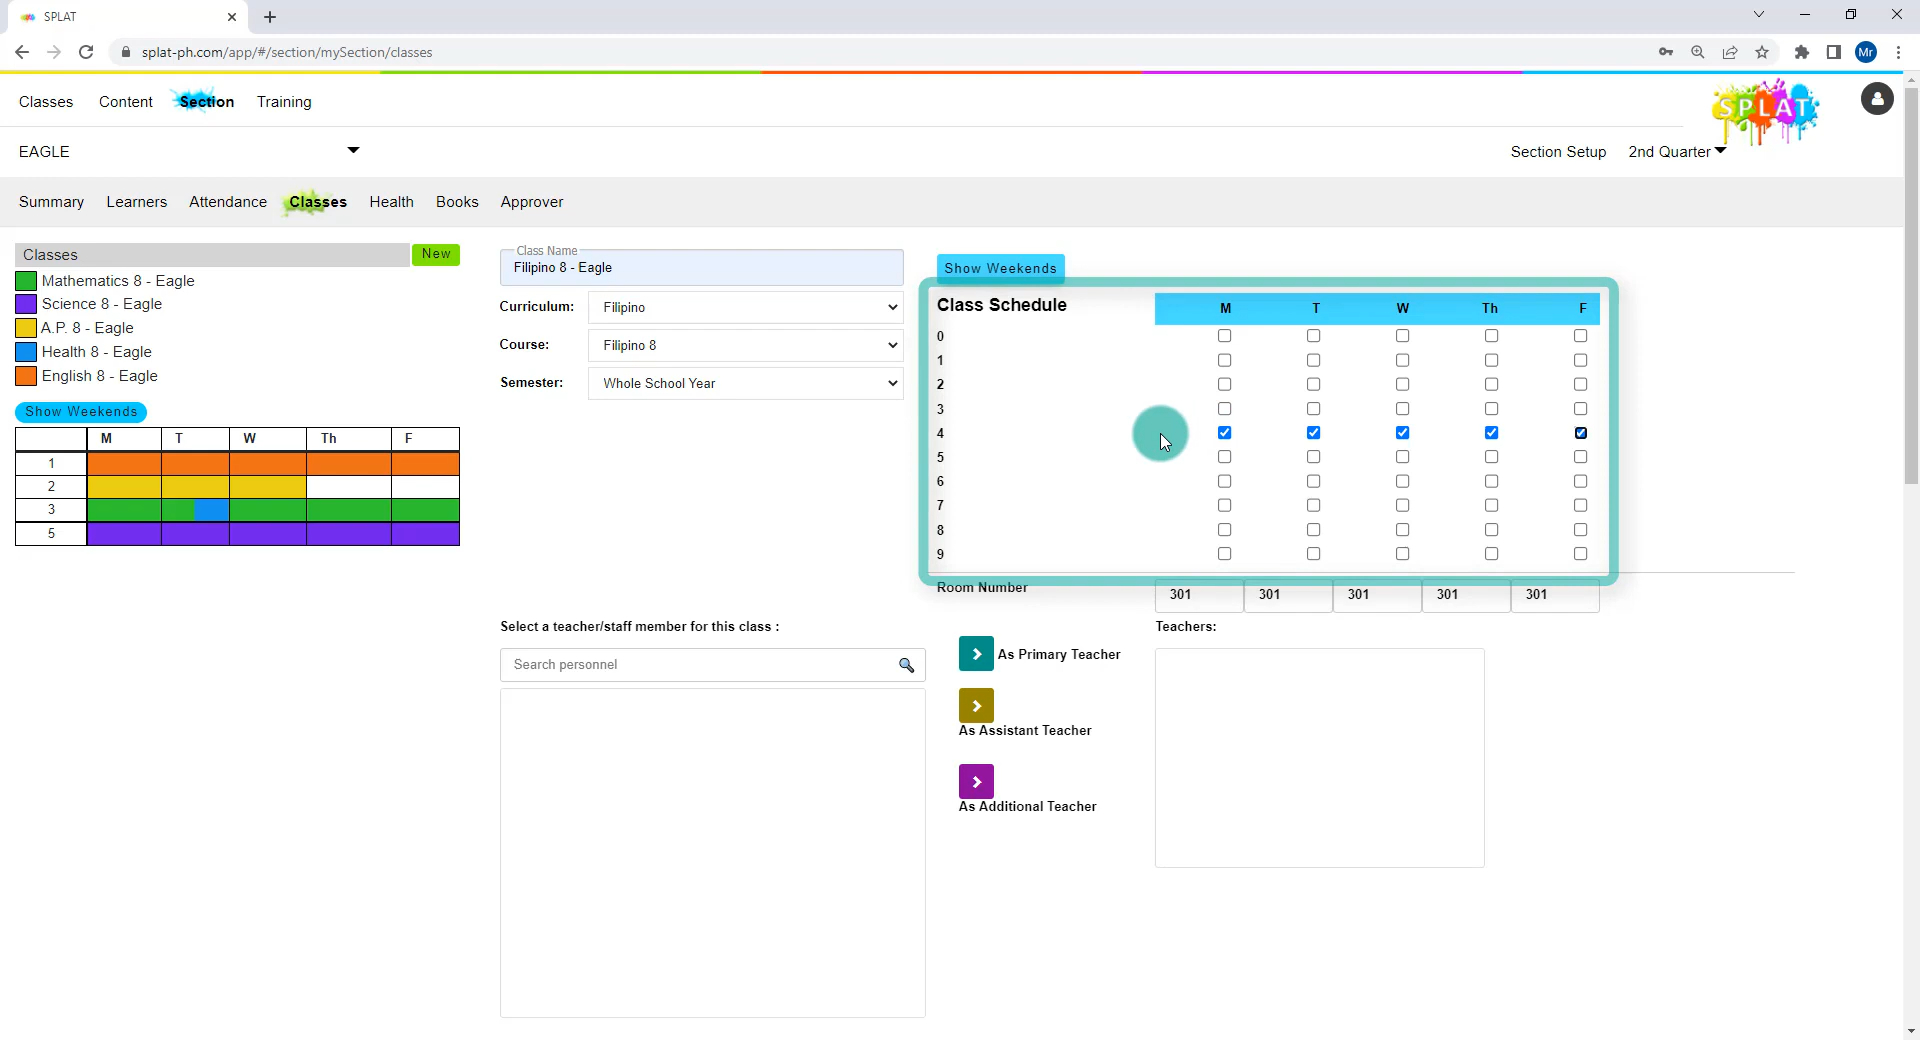 SPLAT
splat-ph.com/app/#/section/mySection/classes
Mr
Classes Content Section Training
SPLAT
EAGLE
Section Setup 2nd Quarter
Summary Learners Attendance Classes Health Books Approver
Classes New
Mathematics 8 - Eagle
Science 8 - Eagle
A.P. 8 - Eagle
Health 8 - Eagle
English 8 - Eagle
Show Weekends
M T W Th F
1
2
3
5
Class Name
Filipino 8 - Eagle
Curriculum: Filipino
Course: Filipino 8
Semester: Whole School Year
Show Weekends
Class Schedule M T W Th F
0
1
2
3
4
5
6
7
8
9
Room Number 301 301 301 301 301
Select a teacher/staff member for this class :
Search personnel
As Primary Teacher
As Assistant Teacher
As Additional Teacher
Teachers: